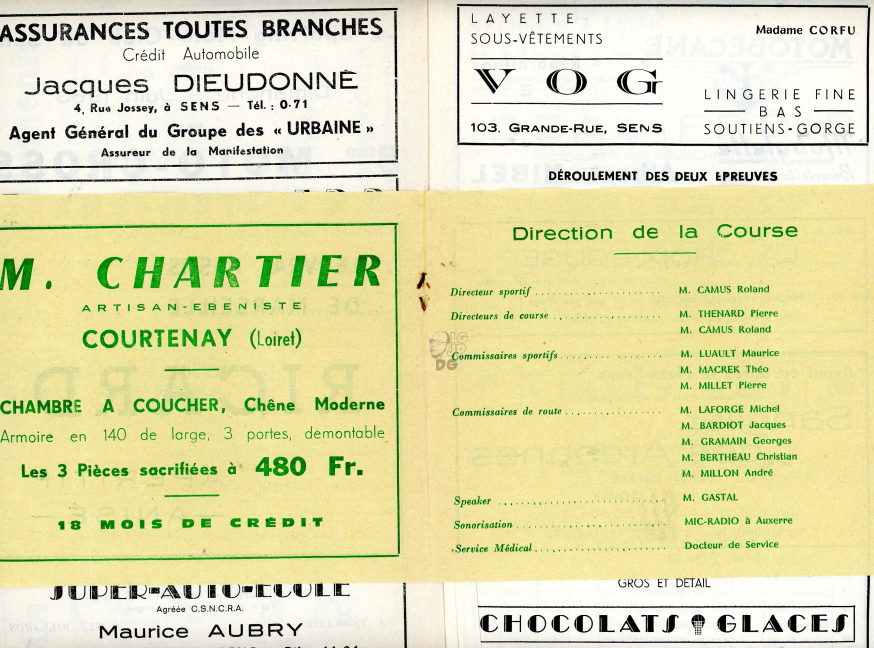 ASSURANCES TOUTES BRANCHES
Crédit Automobile
Jacques DIEUDONNÉ
4, Rue Jossey, à SENS — Tél. : 0-71
Agent Général du Groupe des « URBAINE »
Assureur de la Manifestation
M. CHARTIER
ARTISAN-EBENISTE
COURTENAY (Loiret)
CHAMBRE A COUCHER, Chêne Moderne
Armoire en 140 de large, 3 portes, demontable
Les 3 Pièces sacrifiées à 480 Fr.
18 MOIS DE CRÉDIT
SUPER-AUTO-ECOLE
Agréée C.S.N.C.R.A.
Maurice AUBRY
LAYETTE
SOUS-VÊTEMENTS
Madame CORFU
VOG
LINGERIE FINE
BAS
SOUTIENS-GORGE
103, GRANDE-RUE, SENS
DÉROULEMENT DES DEUX EPREUVES
Direction de la Course
Directeur sportif M. CAMUS Roland
Directeurs de course M. THENARD Pierre
M. CAMUS Roland
Commissaires sportifs M. LUAULT Maurice
M. MACREK Théo
M. MILLET Pierre
Commissaires de route M. LAFORGE Michel
M. BARDIOT Jacques
M. GRAMAIN Georges
M. BERTHEAU Christian
M. MILLON André
Speaker M. GASTAL
Sonorisation MIC-RADIO à Auxerre
Service Médical Docteur de Service
GROS ET DETAIL
CHOCOLATS GLACES
DG